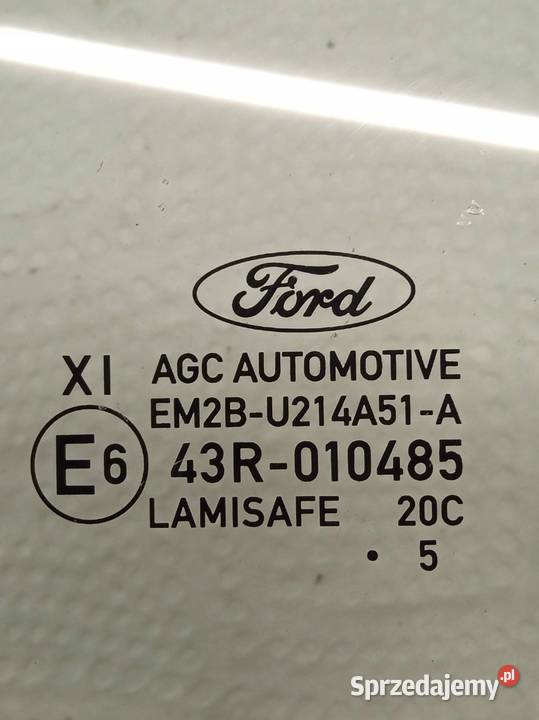 Ford
XI AGC AUTOMOTIVE
EM2B-U214A51-A
E6 43R-010485
LAMISAFE 20C
. 5
Sprzedajemy.pl